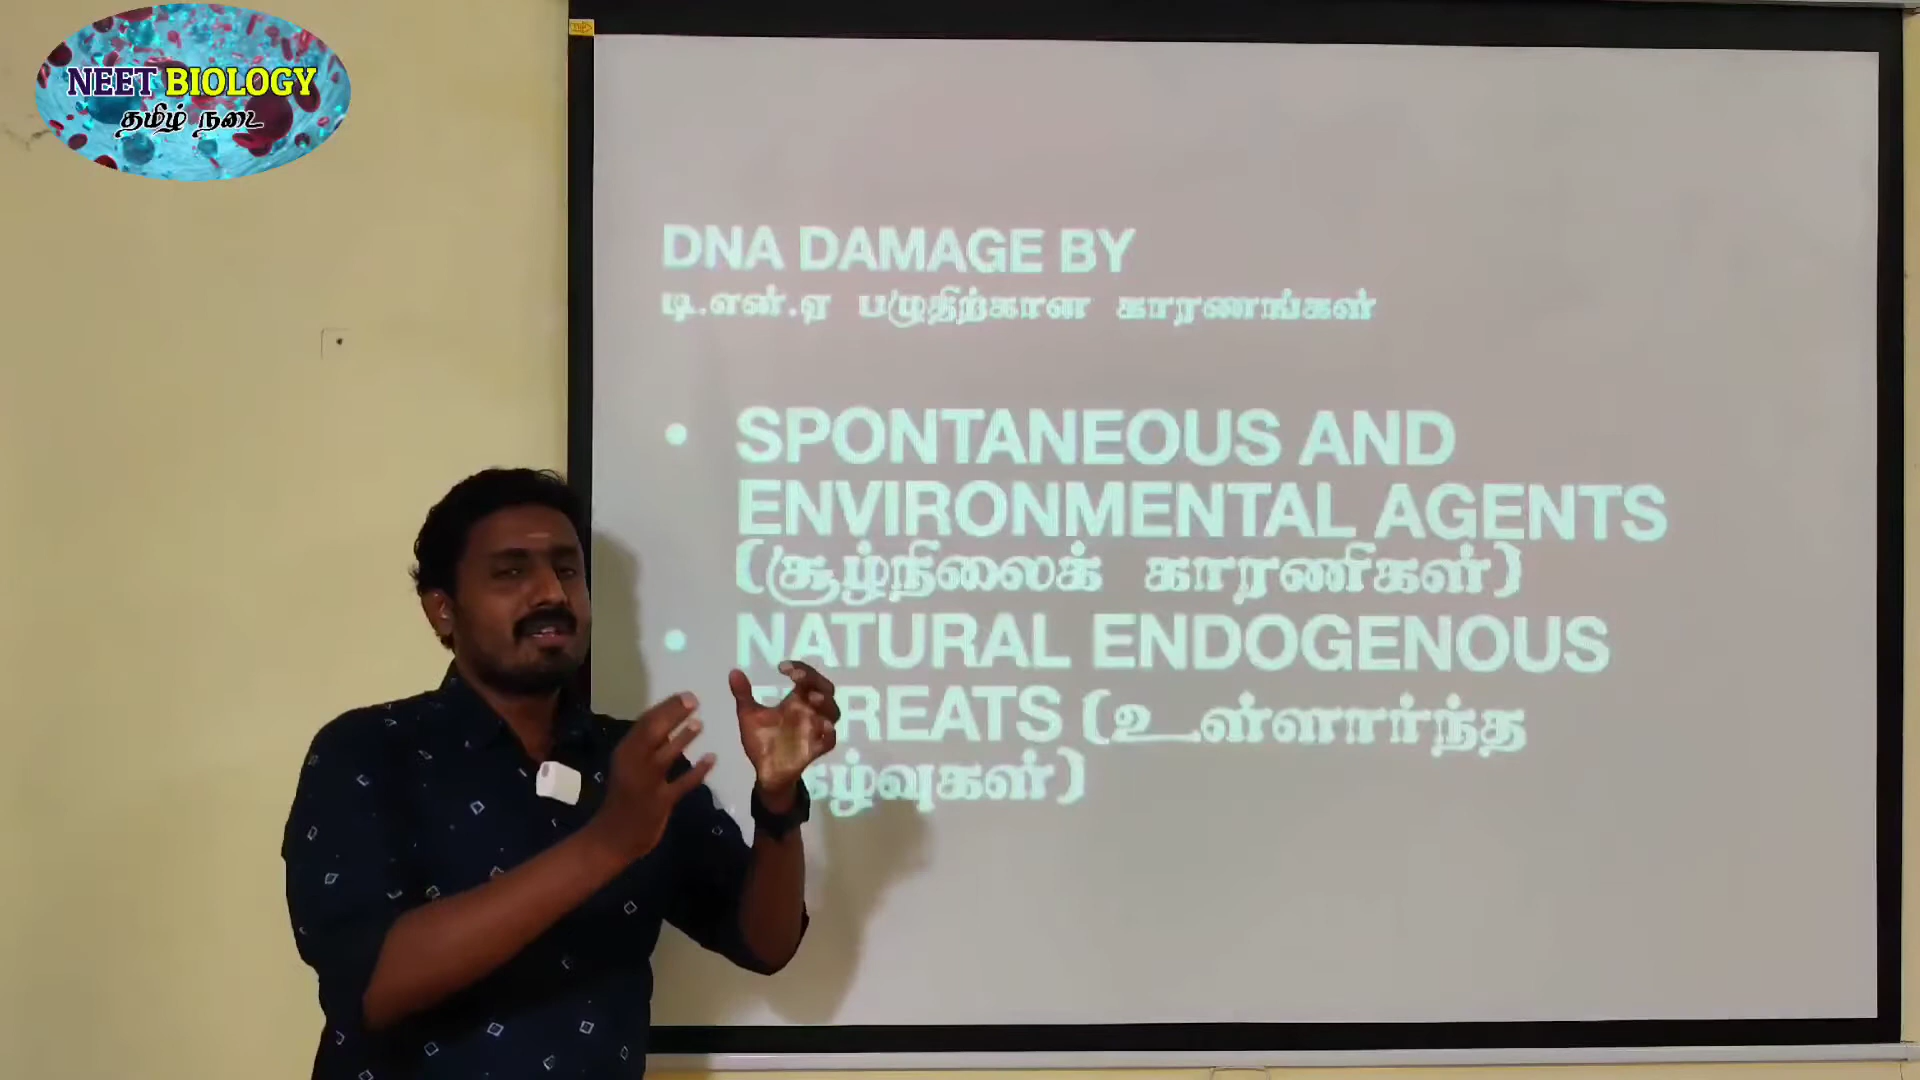 NEET BIOLOGY
தமிழ் நடை
DNA DAMAGE BY
டி.என்.ஏ பழுதிற்கான காரணங்கள்
• SPONTANEOUS AND
ENVIRONMENTAL AGENTS
(சூழ்நிலைக் காரணிகள்)
• NATURAL ENDOGENOUS
(உள்ளார்ந்த